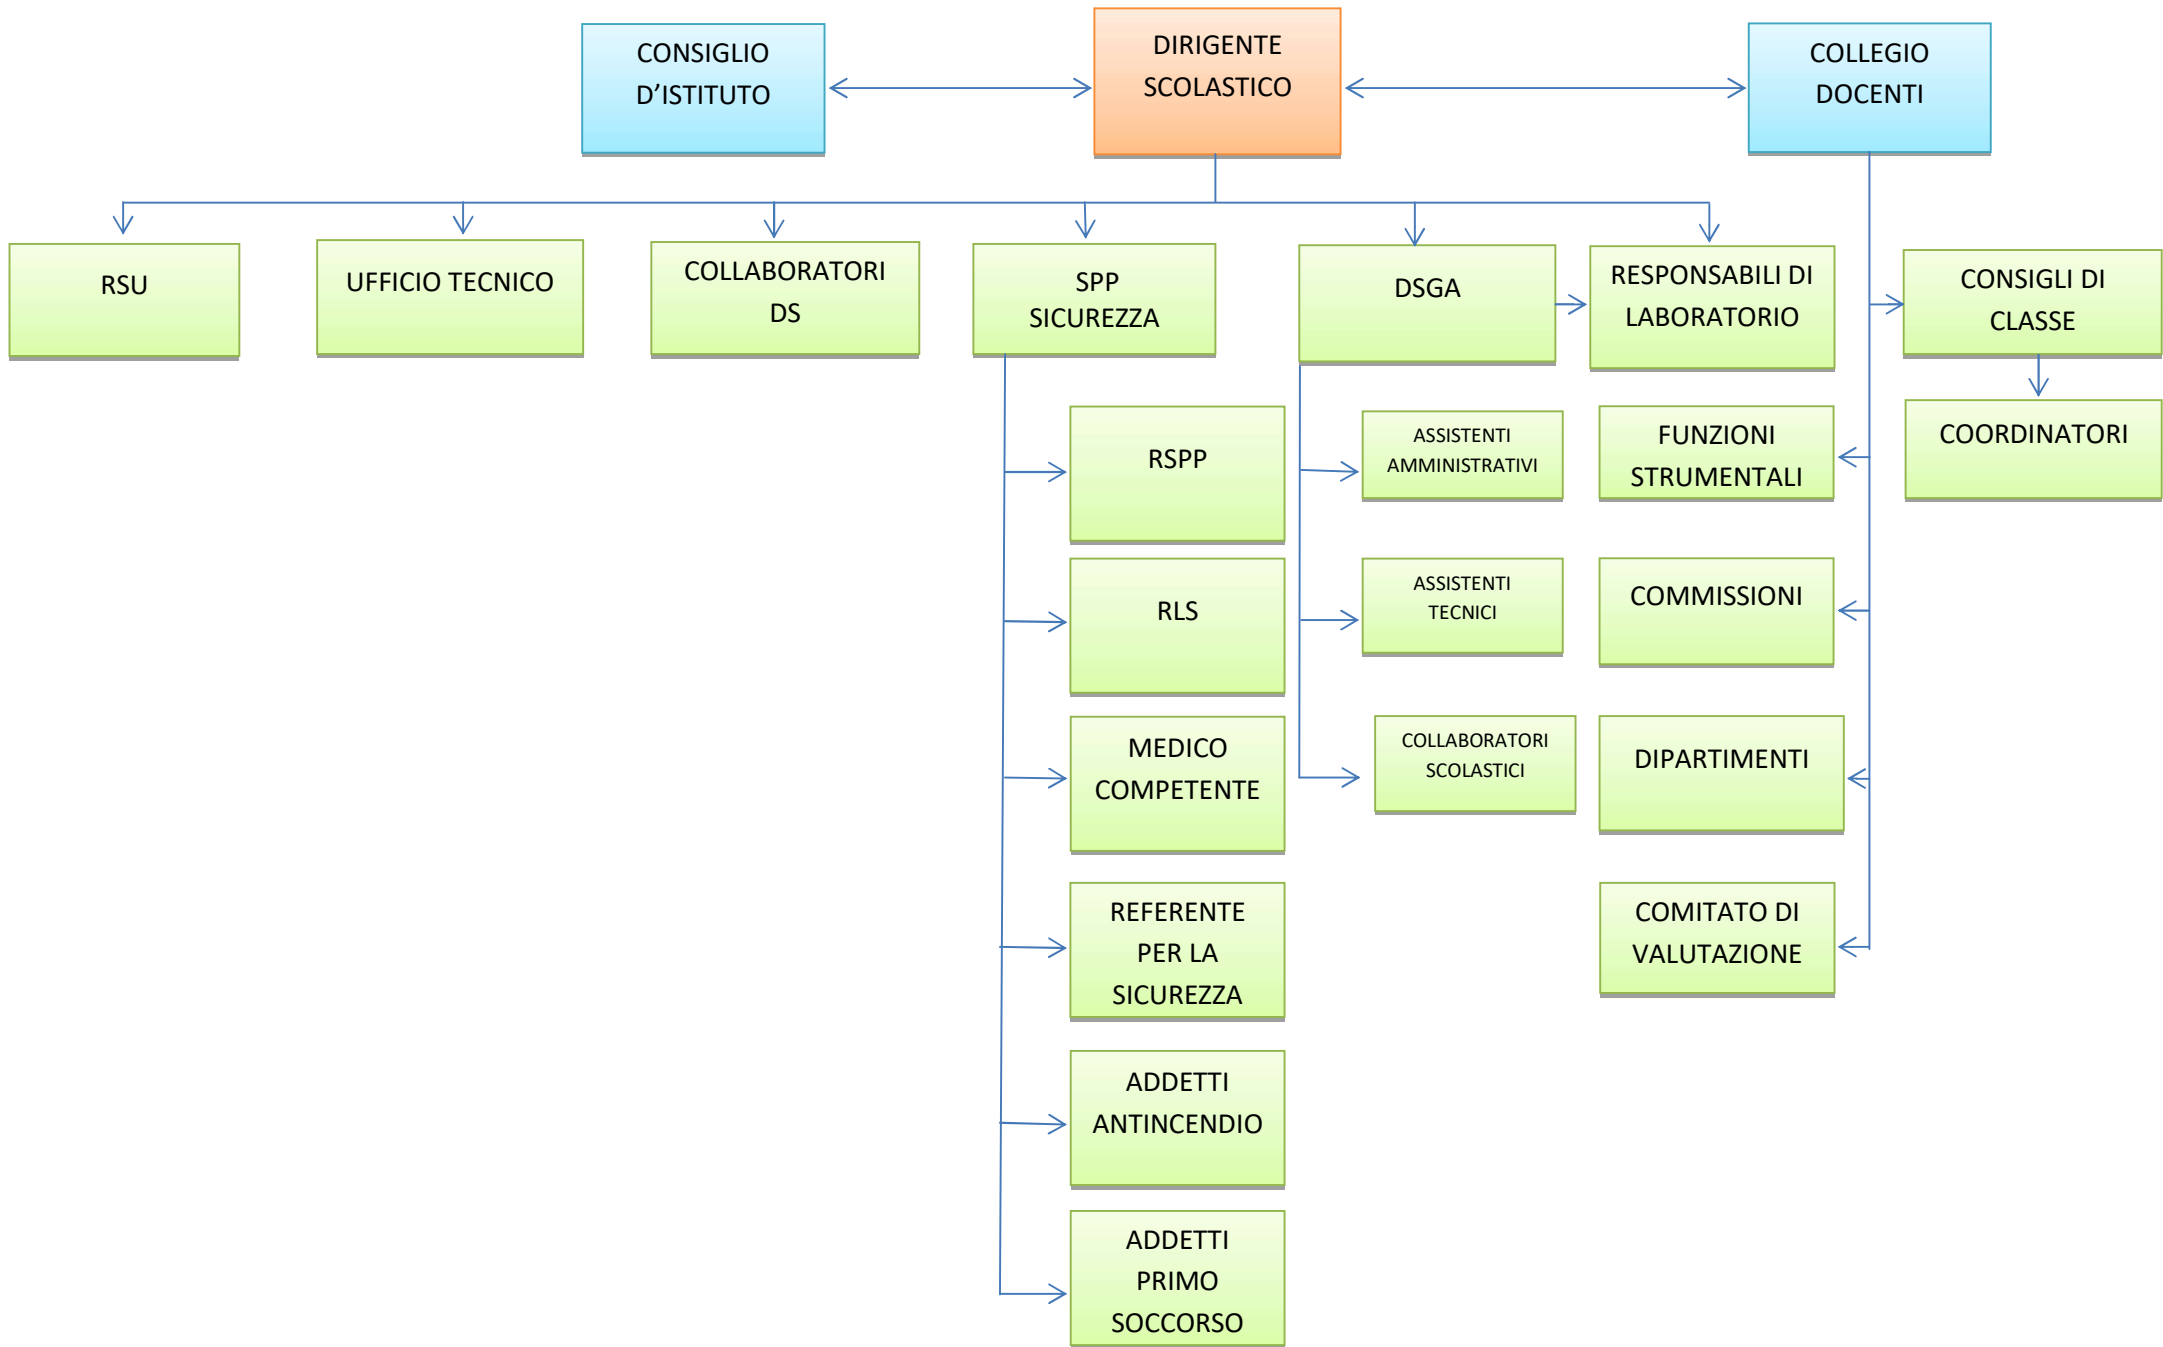 CONSIGLIO
D’ISTITUTO
DIRIGENTE
SCOLASTICO
COLLEGIO
DOCENTI
RSU
UFFICIO TECNICO
COLLABORATORI
DS
SPP
SICUREZZA
DSGA
RESPONSABILI DI
LABORATORIO
CONSIGLI DI
CLASSE
RSPP
ASSISTENTI
AMMINISTRATIVI
FUNZIONI
STRUMENTALI
COORDINATORI
RLS
ASSISTENTI
TECNICI
COMMISSIONI
MEDICO
COMPETENTE
COLLABORATORI
SCOLASTICI
DIPARTIMENTI
REFERENTE
PER LA
SICUREZZA
COMITATO DI
VALUTAZIONE
ADDETTI
ANTINCENDIO
ADDETTI
PRIMO
SOCCORSO